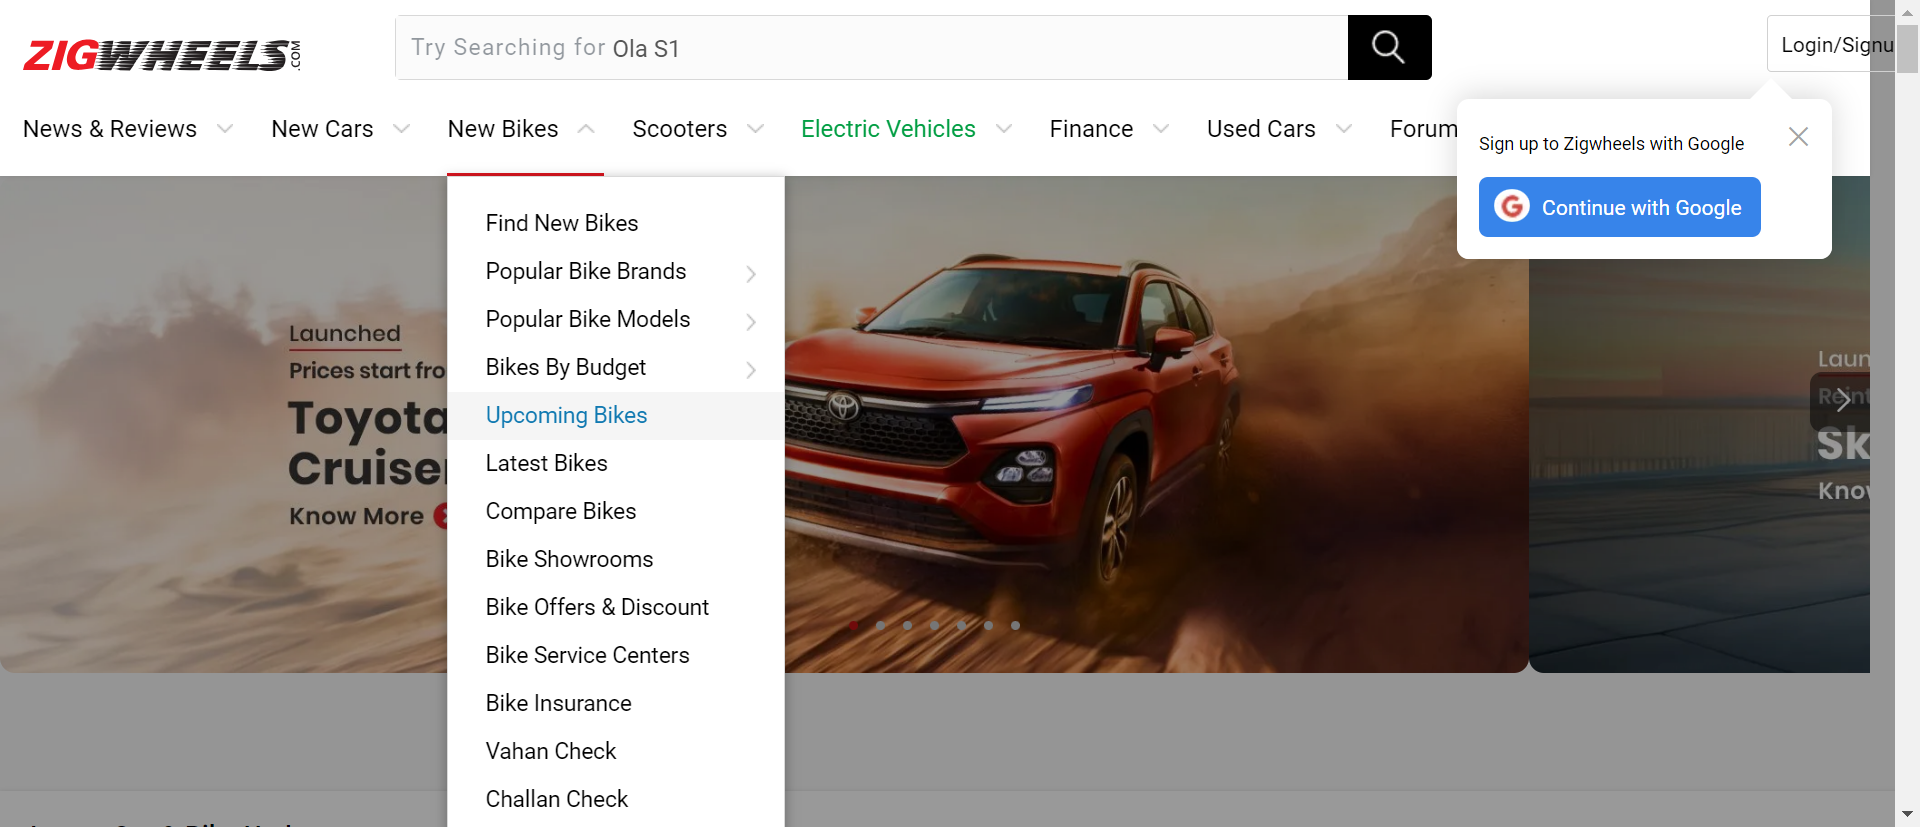 ZIGWHEELS.COM
Try Searching for Ola S1
Login/Signu
News & Reviews
New Cars
New Bikes
Scooters
Electric Vehicles
Finance
Used Cars
Forum
Sign up to Zigwheels with Google
Continue with Google
Find New Bikes
Popular Bike Brands
Popular Bike Models
Bikes By Budget
Upcoming Bikes
Latest Bikes
Compare Bikes
Bike Showrooms
Bike Offers & Discount
Bike Service Centers
Bike Insurance
Vahan Check
Challan Check
Launched
Prices start fro
Toyota
Cruiser
Know More
Laun
Reint
Sk
Know